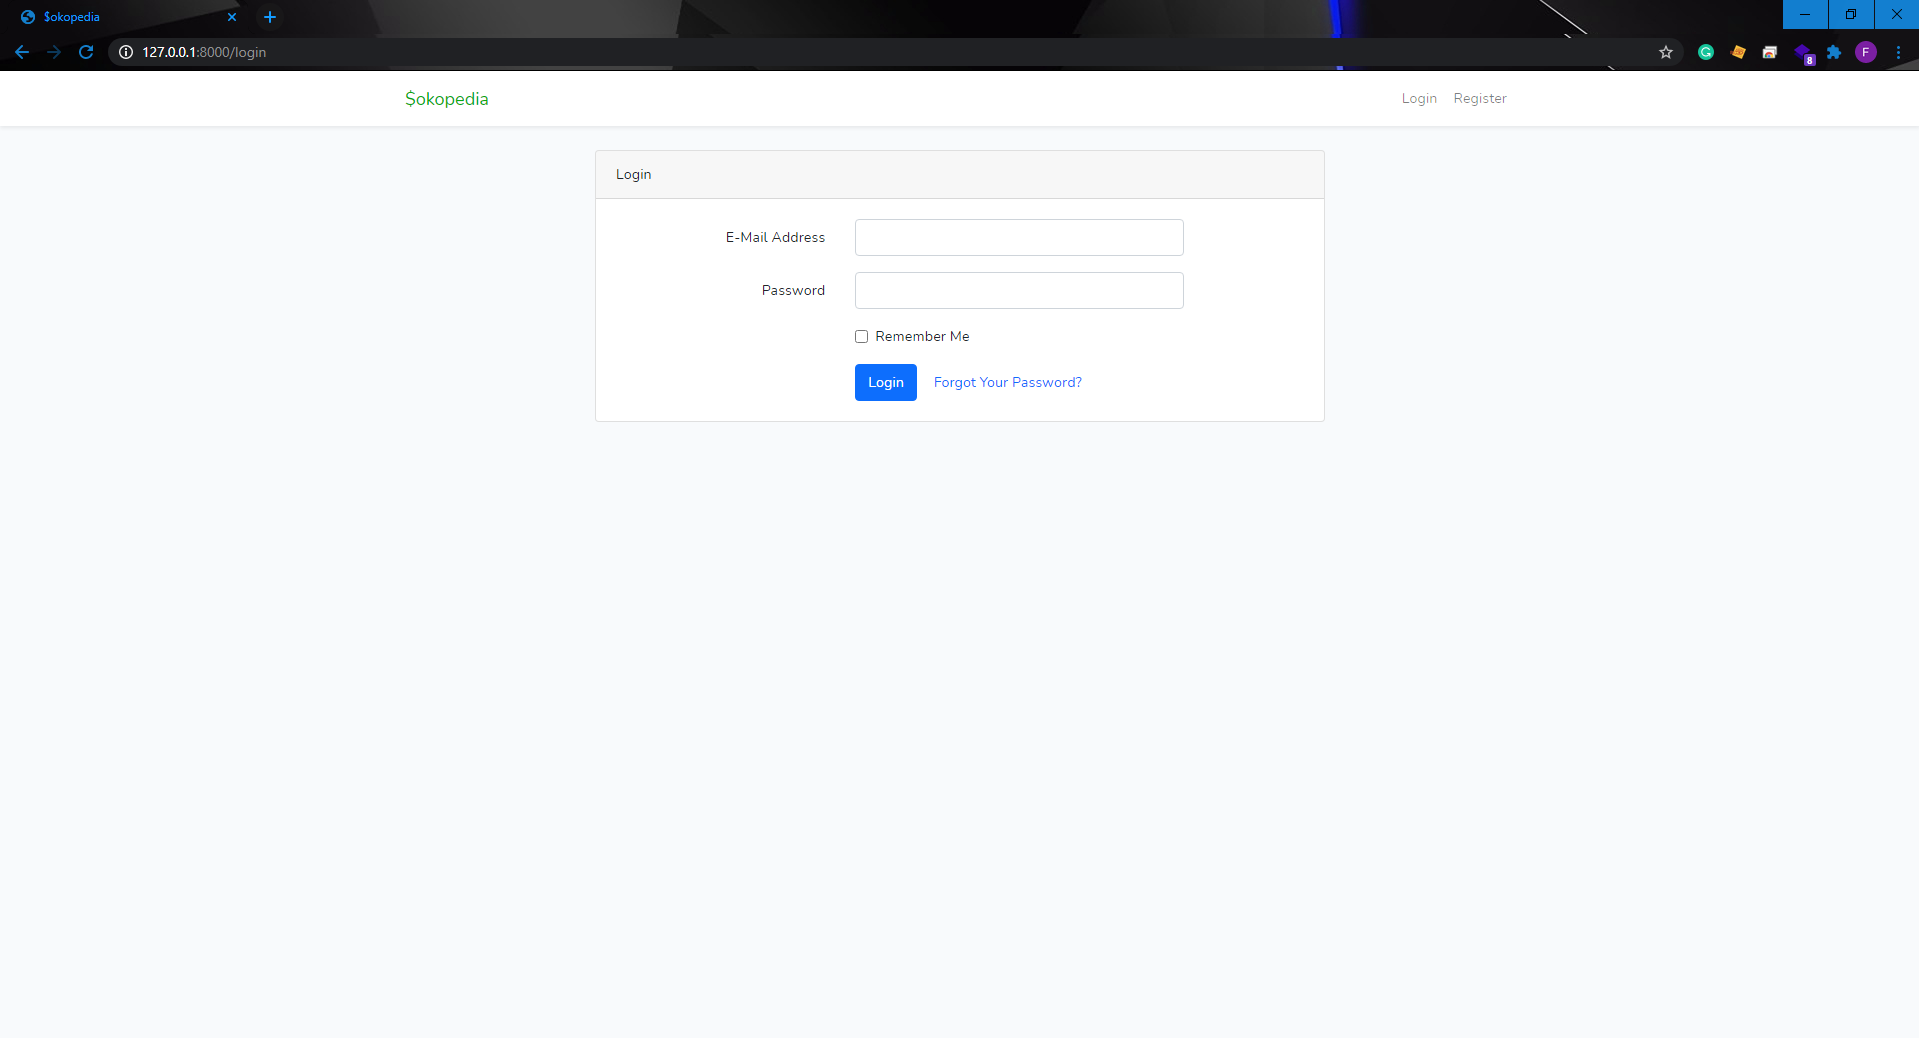 $okopedia
127.0.0.1:8000/login
8
F
$okopedia
Login Register
Login
E-Mail Address
Password
Remember Me
Login Forgot Your Password?